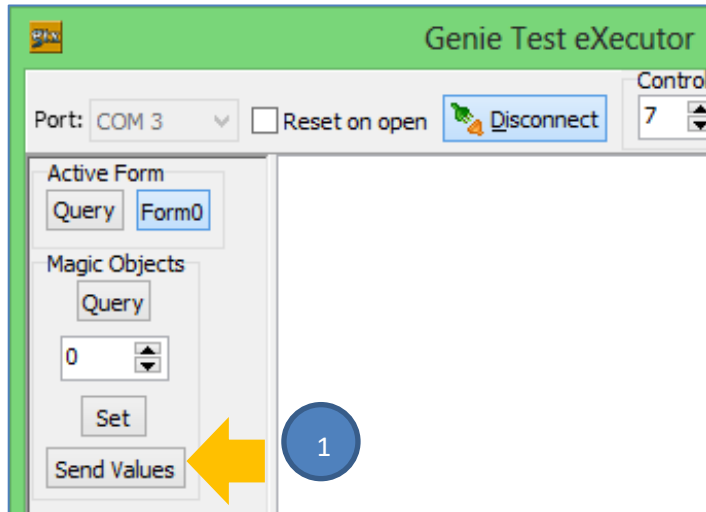 Genie Test eXecutor
Control
Port: COM 3 Reset on open Disconnect 7
Active Form
Query Form0
Magic Objects
Query
0
Set
Send Values
1